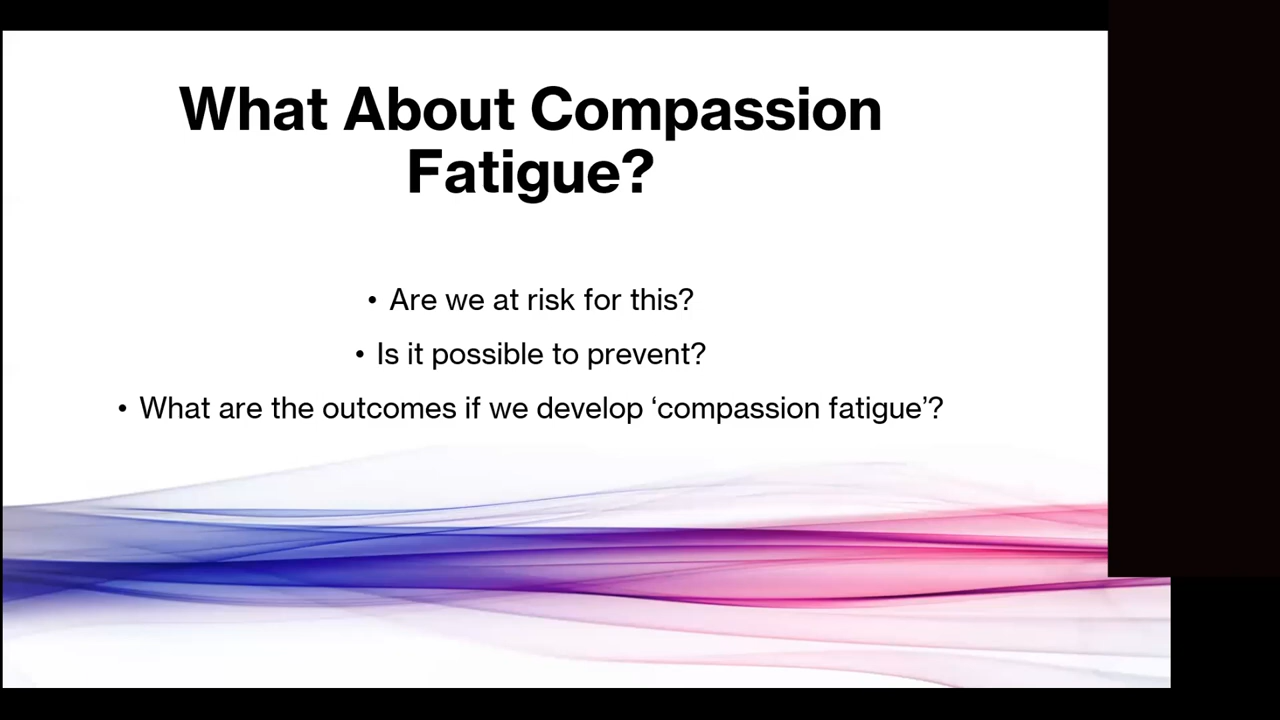 What About Compassion
Fatigue?
• Are we at risk for this?
• Is it possible to prevent?
• What are the outcomes if we develop ‘compassion fatigue’?